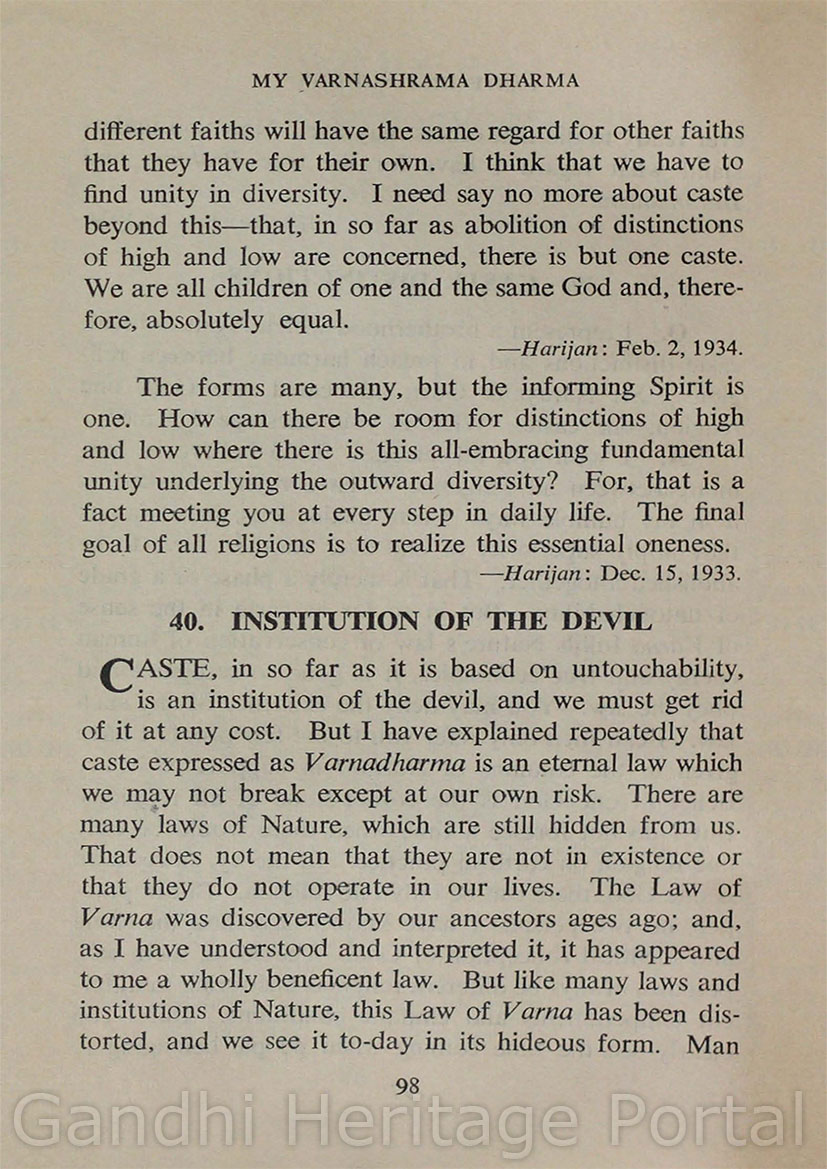 MY VARNASHRAMA DHARMA
different faiths will have the same regard for other faiths
that they have for their own. I think that we have to
find unity in diversity. I need say no more about caste
beyond this—that, in so far as abolition of distinctions
of high and low are concerned, there is but one caste.
We are all children of one and the same God and, there-
fore, absolutely equal.
—Harijan: Feb. 2, 1934.
The forms are many, but the informing Spirit is
one. How can there be room for distinctions of high
and low where there is this all-embracing fundamental
unity underlying the outward diversity? For, that is a
fact meeting you at every step in daily life. The final
goal of all religions is to realize this essential oneness.
—Harijan: Dec. 15, 1933.
40. INSTITUTION OF THE DEVIL
CASTE, in so far as it is based on untouchability,
is an institution of the devil, and we must get rid
of it at any cost. But I have explained repeatedly that
caste expressed as Varnadharma is an eternal law which
we may not break except at our own risk. There are
many laws of Nature, which are still hidden from us.
That does not mean that they are not in existence or
that they do not operate in our lives. The Law of
Varna was discovered by our ancestors ages ago; and,
as I have understood and interpreted it, it has appeared
to me a wholly beneficent law. But like many laws and
institutions of Nature, this Law of Varna has been dis-
torted, and we see it to-day in its hideous form. Man
98
Gandhi Heritage Portal